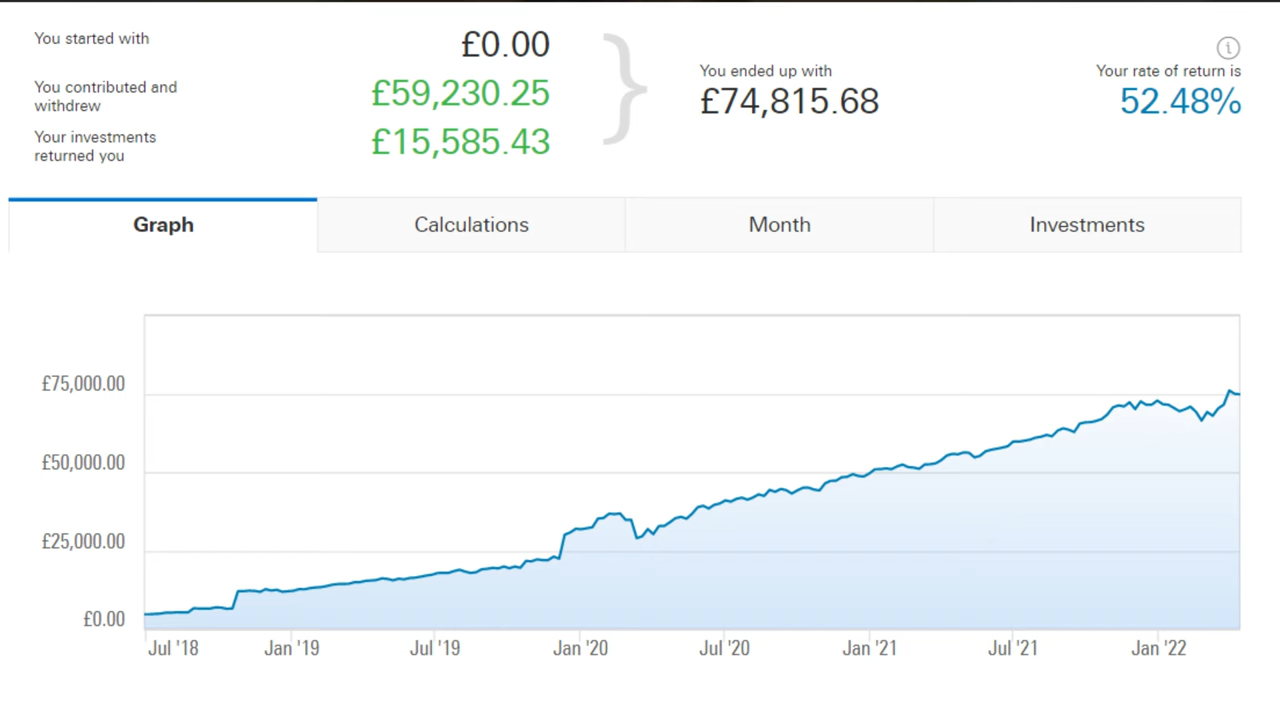 You started with
£0.00
You contributed and
withdrew
£59,230.25
Your investments
returned you
£15,585.43
You ended up with
£74,815.68
Your rate of return is
52.48%
Graph
Calculations
Month
Investments
£75,000.00
£50,000.00
£25,000.00
£0.00
Jul '18
Jan '19
Jul '19
Jan '20
Jul '20
Jan '21
Jul '21
Jan '22